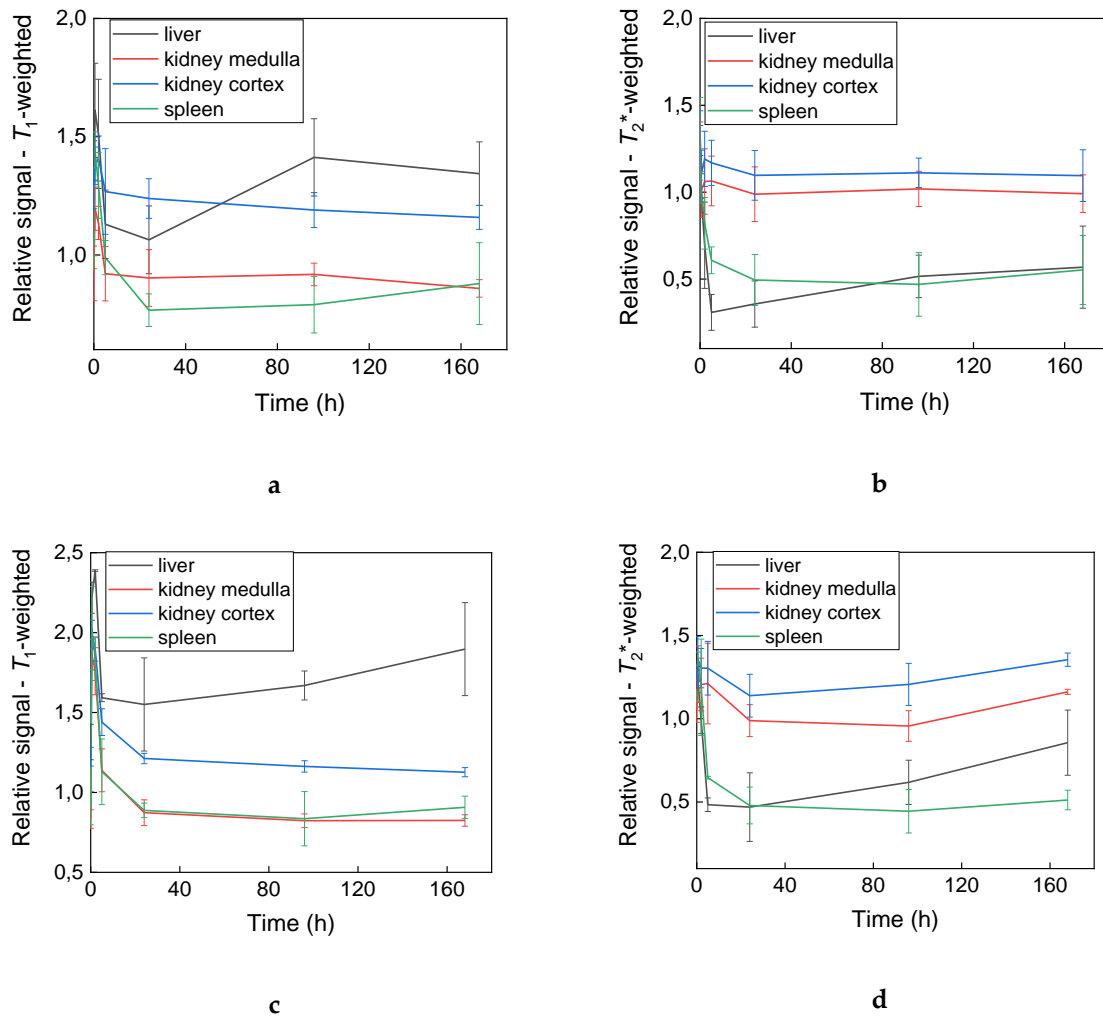 2,0
1,5
1,0
Relative signal - T₁-weighted
liver
kidney medulla
kidney cortex
spleen
0
40
80
120
160
Time (h)
a
2,0
1,5
1,0
0,5
Relative signal - T₂*-weighted
liver
kidney medulla
kidney cortex
spleen
0
40
80
120
160
Time (h)
b
2,5
2,0
1,5
1,0
0,5
Relative signal - T₁-weighted
liver
kidney medulla
kidney cortex
spleen
0
40
80
120
160
Time (h)
c
2,0
1,5
1,0
0,5
Relative signal - T₂*-weighted
liver
kidney medulla
kidney cortex
spleen
0
40
80
120
160
Time (h)
d